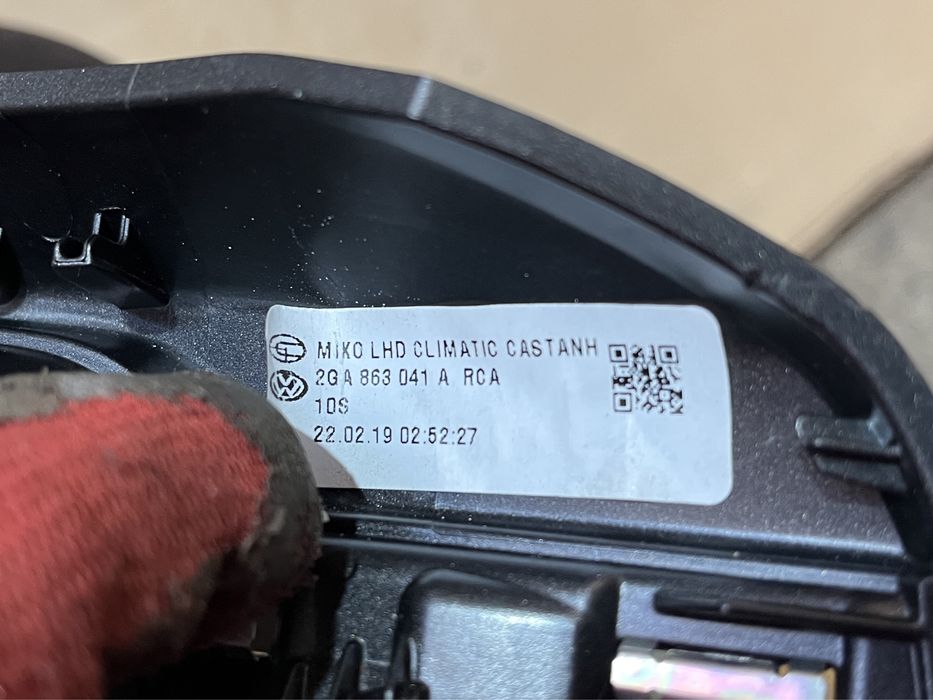 MIKO LHD CLIMATIC CASTANH
2GA 863 041 A RCA
10S
22.02.19 02:52:27